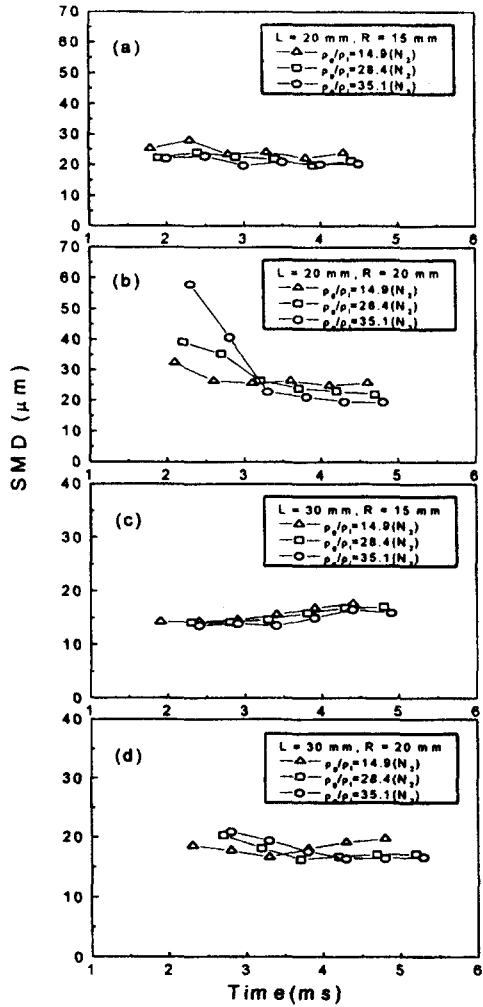 70
(a)
L = 20 mm, R = 15 mm
60
ρg/ρl=14.9(N2)
50
ρg/ρl=28.4(N2)
ρg/ρl=35.1(N2)
40
30
20
10
0
1 2 3 4 5 6
70
(b)
L = 20 mm, R = 20 mm
60
ρg/ρl=14.9(N2)
ρg/ρl=28.4(N2)
50
ρg/ρl=35.1(N2)
40
30
20
10
0
1 2 3 4 5 6
SMD (μm)
40
(c)
L = 30 mm, R = 15 mm
ρg/ρl=14.9(N2)
ρg/ρl=28.4(N2)
30
ρg/ρl=35.1(N2)
20
10
0
1 2 3 4 5 6
40
(d)
L = 30 mm, R = 20 mm
ρg/ρl=14.9(N2)
ρg/ρl=28.4(N2)
30
ρg/ρl=35.1(N2)
20
10
0
1 2 3 4 5 6
Time(ms)